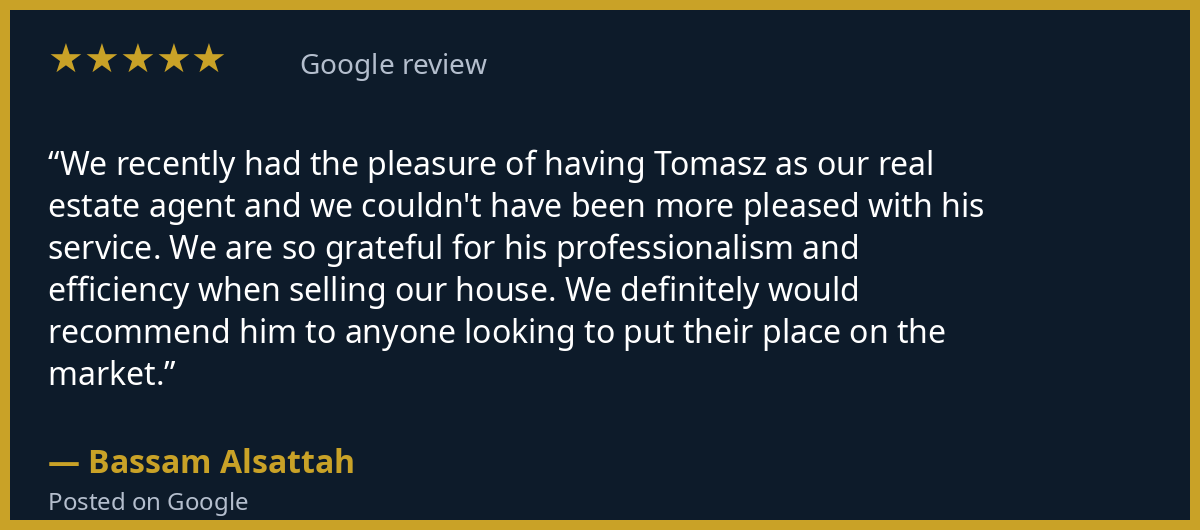 ★★★★★ Google review
“We recently had the pleasure of having Tomasz as our real
estate agent and we couldn't have been more pleased with his
service. We are so grateful for his professionalism and
efficiency when selling our house. We definitely would
recommend him to anyone looking to put their place on the
market.”
— Bassam Alsattah
Posted on Google